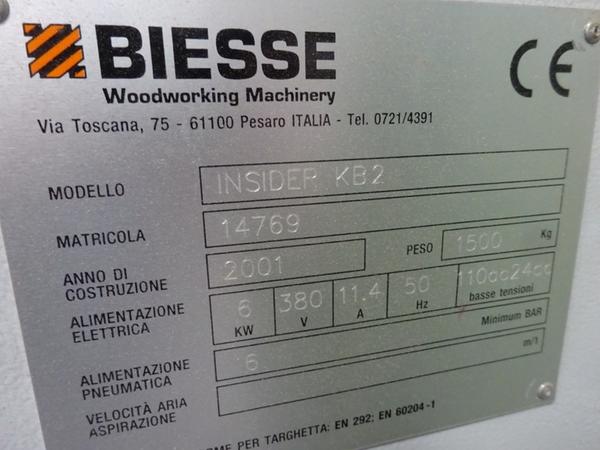 BIESSE
Woodworking Machinery
CE
Via Toscana, 75 - 61100 Pesaro ITALIA - Tel. 0721/4391
MODELLO INSIDER KB2
MATRICOLA 14769
ANNO DI COSTRUZIONE 2001 PESO 1500 Kg
ALIMENTAZIONE ELETTRICA 6 KW 380 V 11.4 A 50 Hz 110ac24cc basse tensioni
ALIMENTAZIONE PNEUMATICA 6 Minimum BAR
VELOCITÀ ARIA ASPIRAZIONE m/1
PER TARGHETTA: EN 292; EN 60204-1